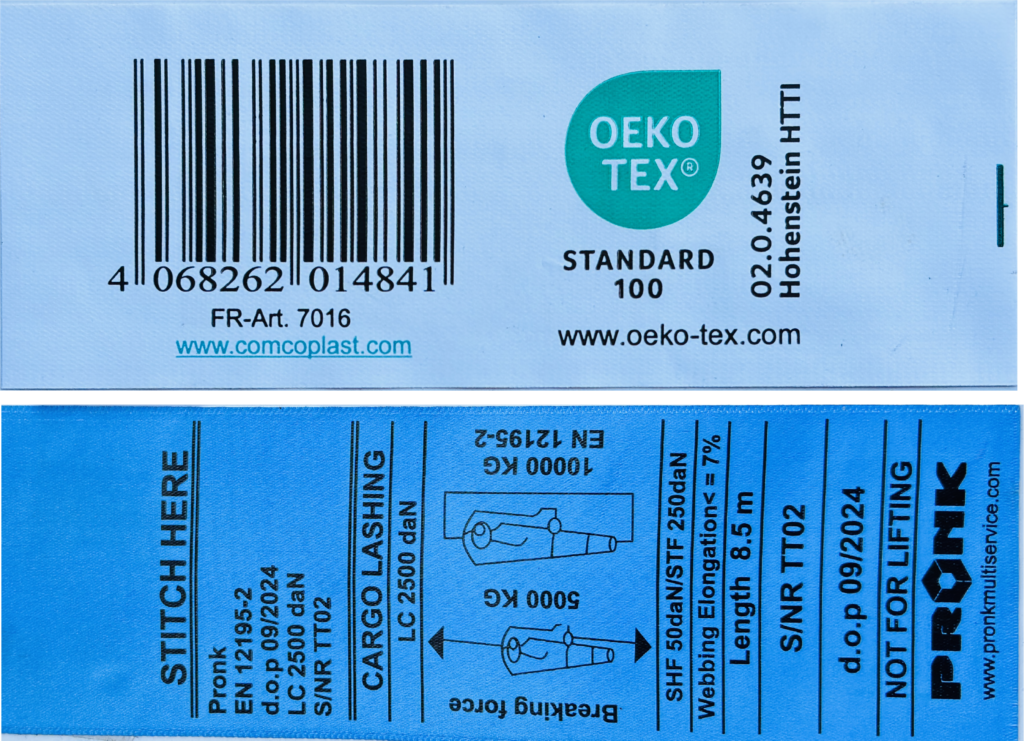 4 068262 014841
FR-Art. 7016
www.comcoplast.com
OEKO
TEX®
STANDARD
100
www.oeko-tex.com
02.0.4639
Hohenstein HTTI
STITCH HERE
Pronk
EN 12195-2
d.o.p 09/2024
LC 2500 daN
S/NR TT02
CARGO LASHING
LC 2500 daN
Breaking force
5000 KG
10000 KG
EN 12195-2
SHF 50daN/STF 250daN
Webbing Elongation< = 7%
Length 8.5 m
S/NR TT02
d.o.p 09/2024
NOT FOR LIFTING
PRONK
www.pronkmultiservice.com